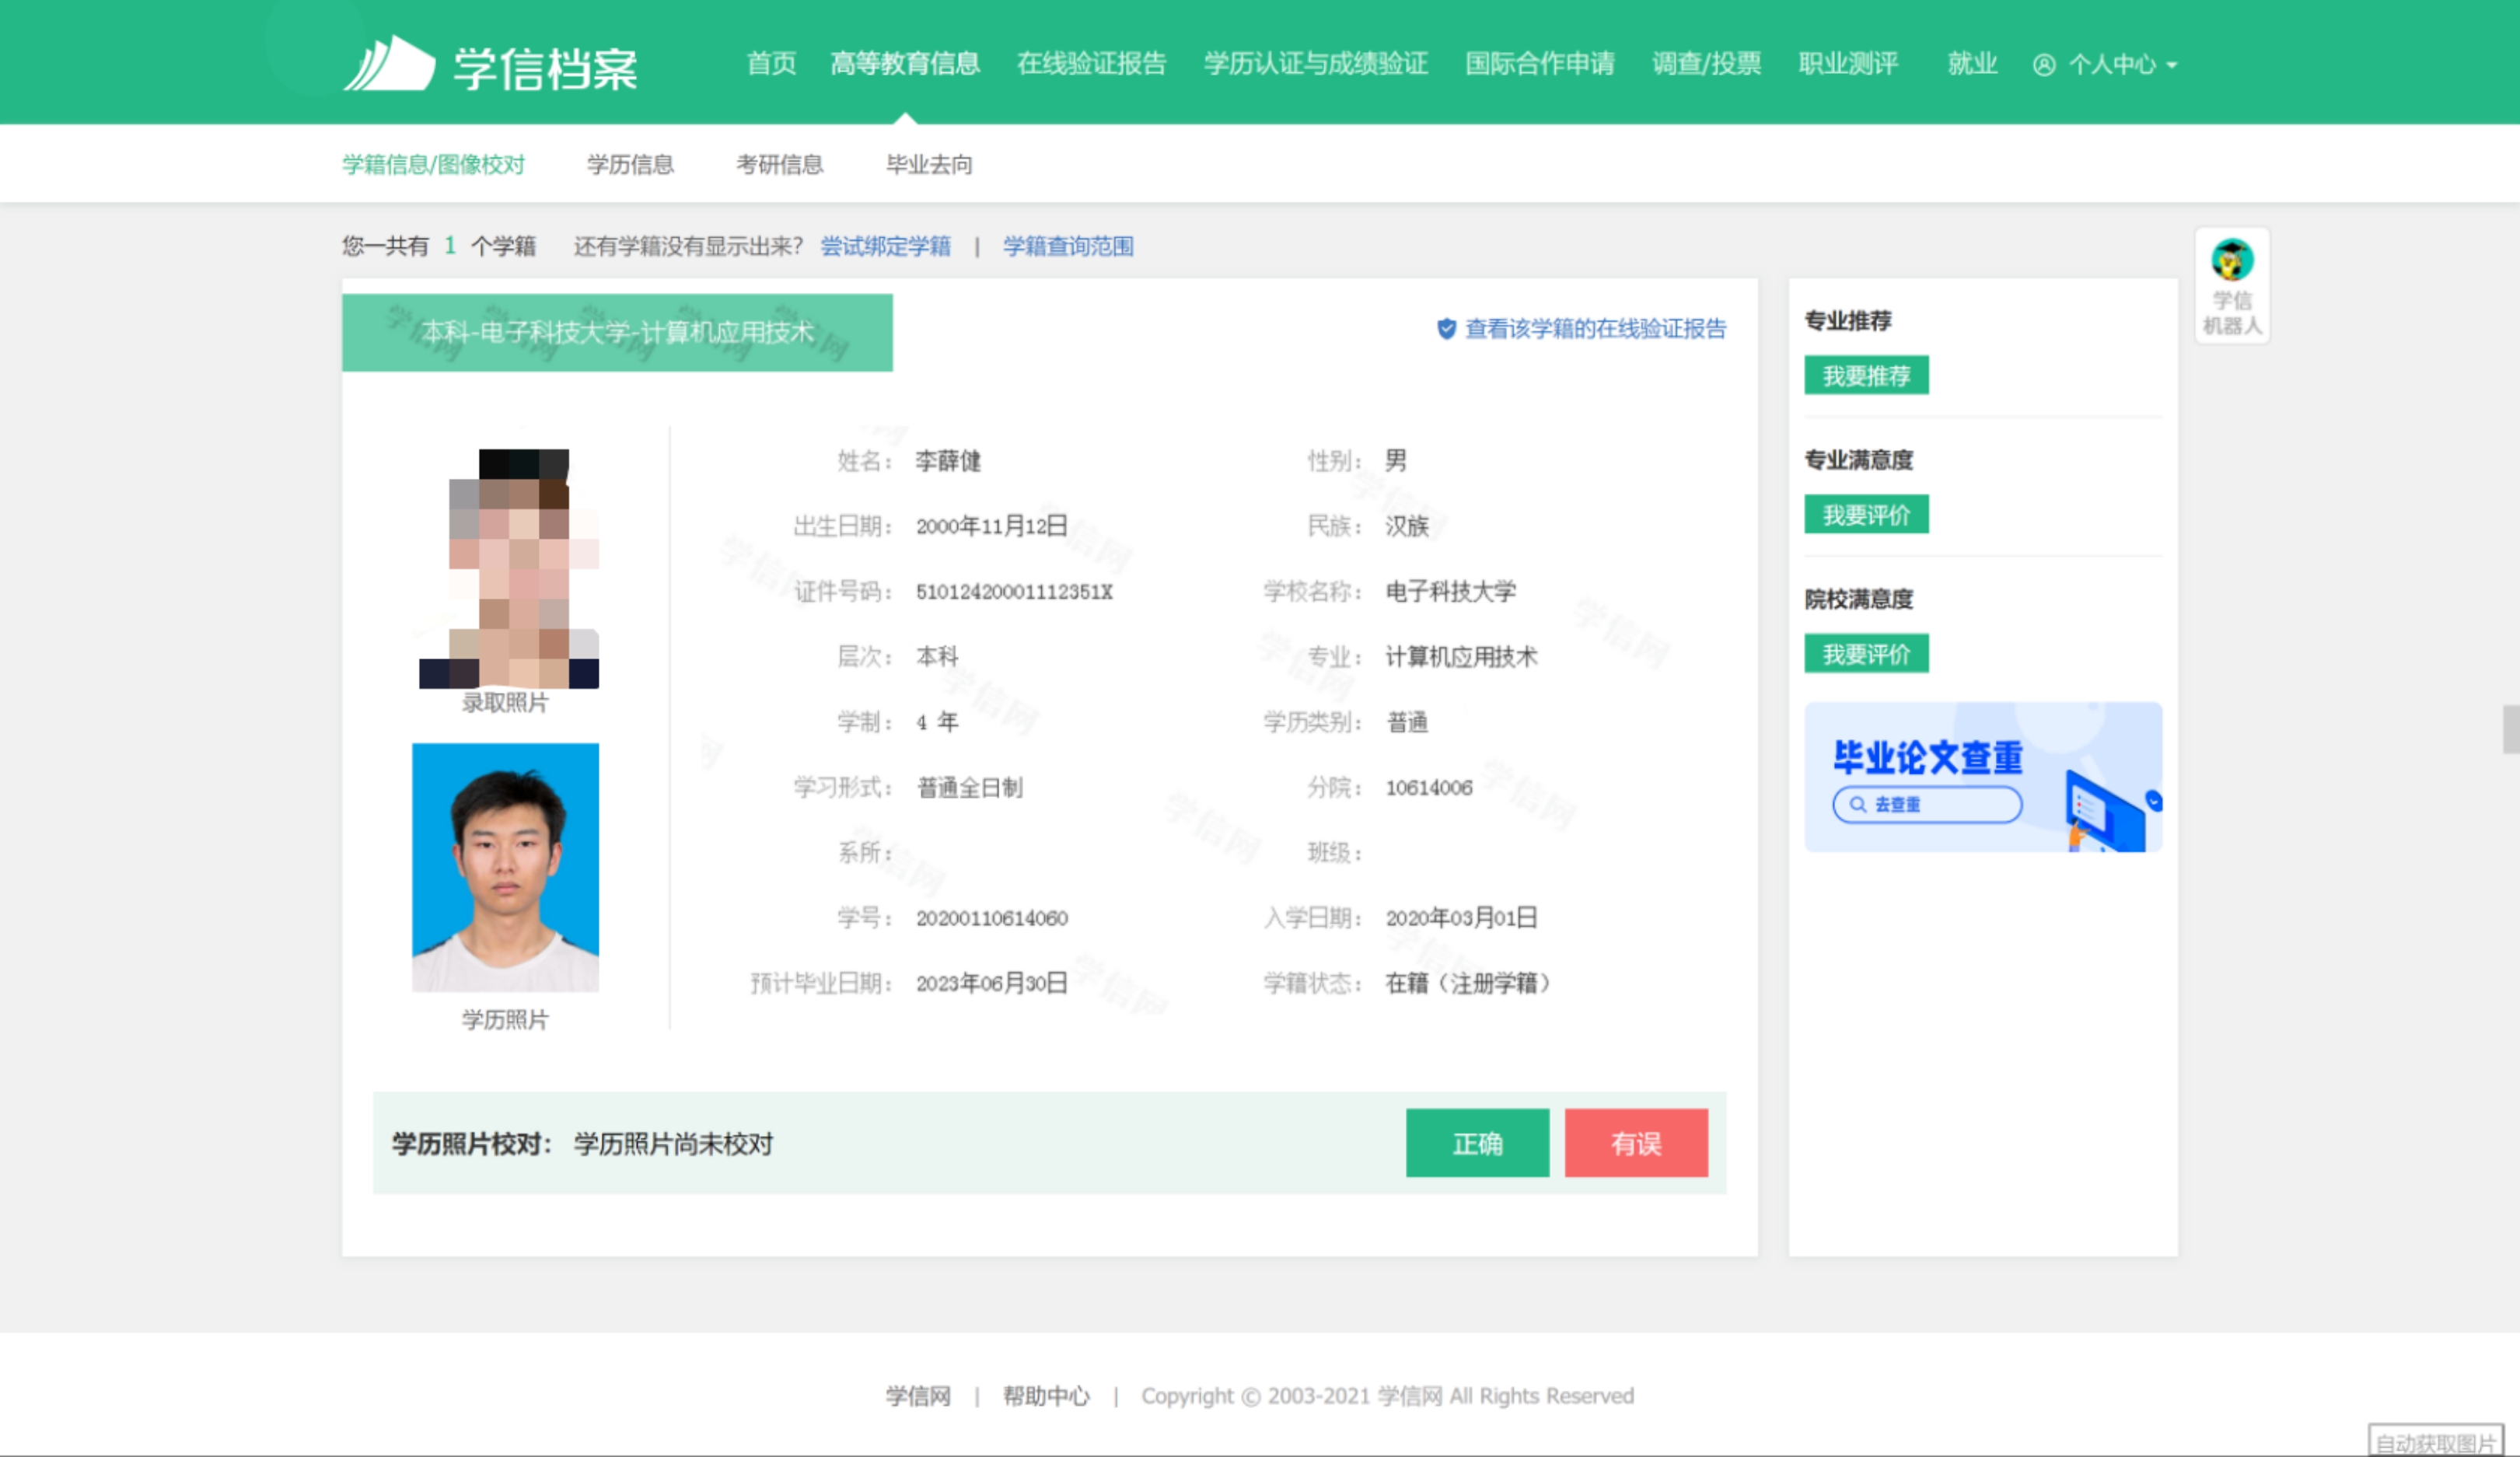 学信档案
首页 高等教育信息 在线验证报告 学历认证与成绩验证 国际合作申请 调查/投票 职业测评 就业 个人中心
学籍信息/图像校对 学历信息 考研信息 毕业去向
您一共有 1 个学籍 还有学籍没有显示出来? 尝试绑定学籍 | 学籍查询范围
学信
机器人
本科-电子科技大学-计算机应用技术
查看该学籍的在线验证报告
录取照片
学历照片
姓名: 李薛健 性别: 男
出生日期: 2000年11月12日 民族: 汉族
证件号码: 51012420001112351X 学校名称: 电子科技大学
层次: 本科 专业: 计算机应用技术
学制: 4 年 学历类别: 普通
学习形式: 普通全日制 分院: 10614006
系所: 班级:
学号: 20200110614060 入学日期: 2020年03月01日
预计毕业日期: 2023年06月30日 学籍状态: 在籍（注册学籍）
学历照片校对: 学历照片尚未校对 正确 有误
专业推荐
我要推荐
专业满意度
我要评价
院校满意度
我要评价
毕业论文查重
去查重
学信网 | 帮助中心 | Copyright © 2003-2021 学信网 All Rights Reserved
自动获取图片
学信网